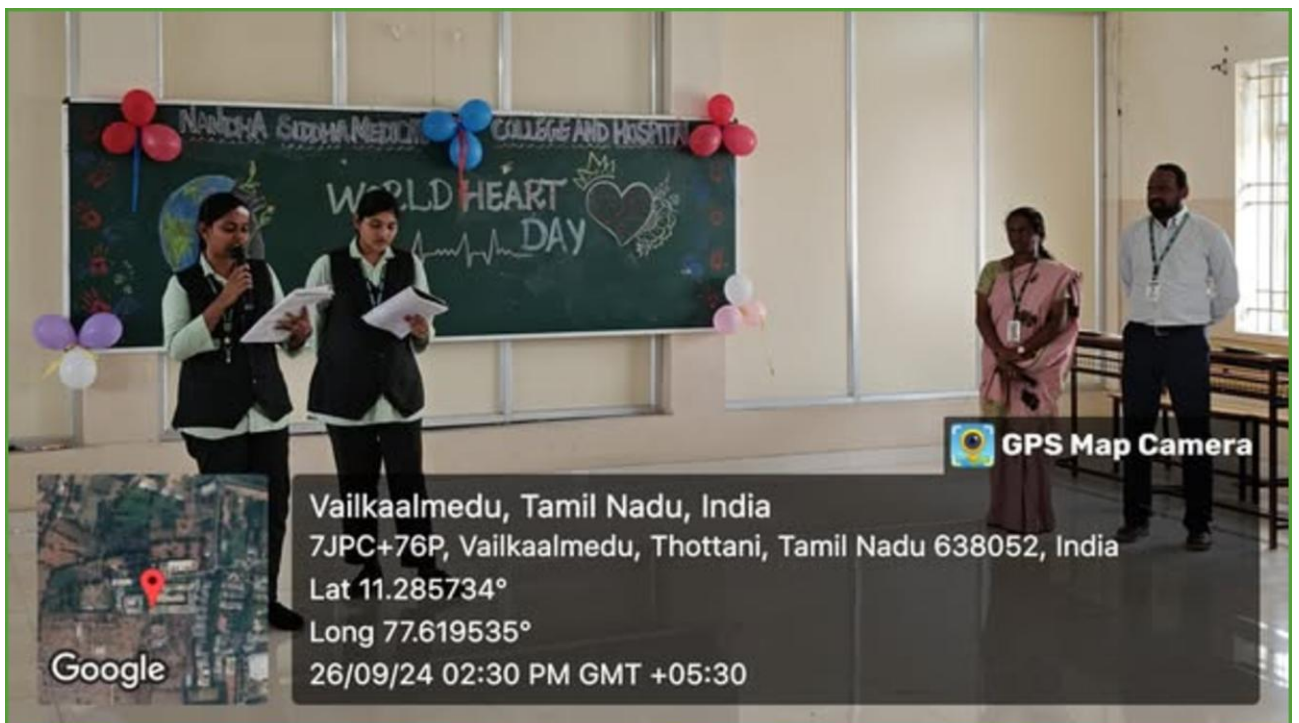 NANDHA SIDDHA MEDIC COLLEGE AND HOSPITAL
WORLD HEART
DAY
GPS Map Camera
Vailkaalmedu, Tamil Nadu, India
7JPC+76P, Vailkaalmedu, Thottani, Tamil Nadu 638052, India
Lat 11.285734°
Long 77.619535°
26/09/24 02:30 PM GMT +05:30
Google